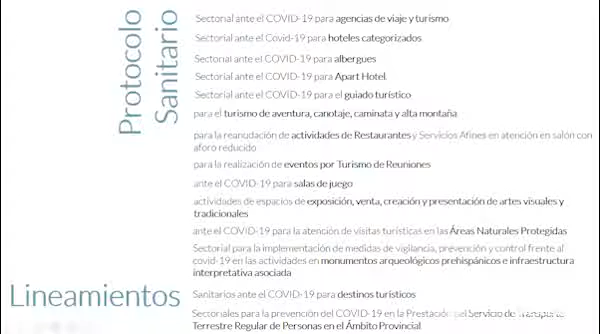 Protocolo
Sanitario
Sectorial ante el COVID-19 para agencias de viaje y turismo
Sectorial ante el Covid-19 para hoteles categorizados
Sectorial ante el COVID-19 para albergues
Sectorial ante el COVID-19 para Apart Hotel.
Sectorial ante el COVID-19 para el guiado turístico
para el turismo de aventura, canotaje, caminata y alta montaña
para la reanudación de actividades de Restaurantes y Servicios Afines en atención en salón con
aforo reducido
para la realización de eventos por Turismo de Reuniones
ante el COVID-19 para salas de juego
actividades de espacios de exposición, venta, creación y presentación de artes visuales y
tradicionales
ante el COVID-19 para la atención de visitas turísticas en las Áreas Naturales Protegidas
Sectorial para la implementación de medidas de vigilancia, prevención y control frente al
covid-19 en las actividades en monumentos arqueológicos prehispánicos e infraestructura
interpretativa asociada
Lineamientos
Sanitarios ante el COVID-19 para destinos turísticos
Sectoriales para la prevención del COVID-19 en la Prestación del Servicio de Transporte
Terrestre Regular de Personas en el Ámbito Provincial